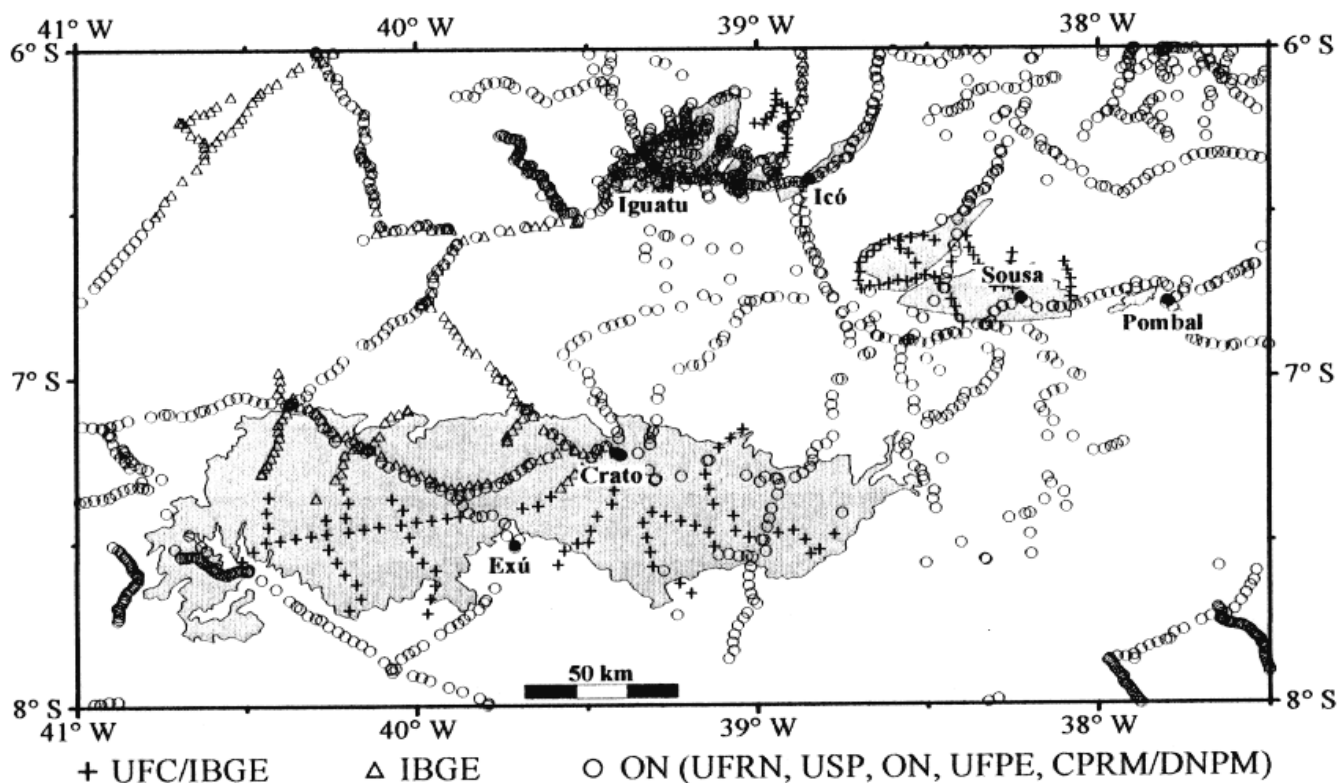 41° W 40° W 39° W 38° W
6° S 6° S
Iguatu Icó
Sousa
Pombal
7° S 7° S
Crato
Exú
50 km
8° S 8° S
41° W 40° W 39° W 38° W
+ UFC/IBGE △ IBGE ○ ON (UFRN, USP, ON, UFPE, CPRM/DNPM)